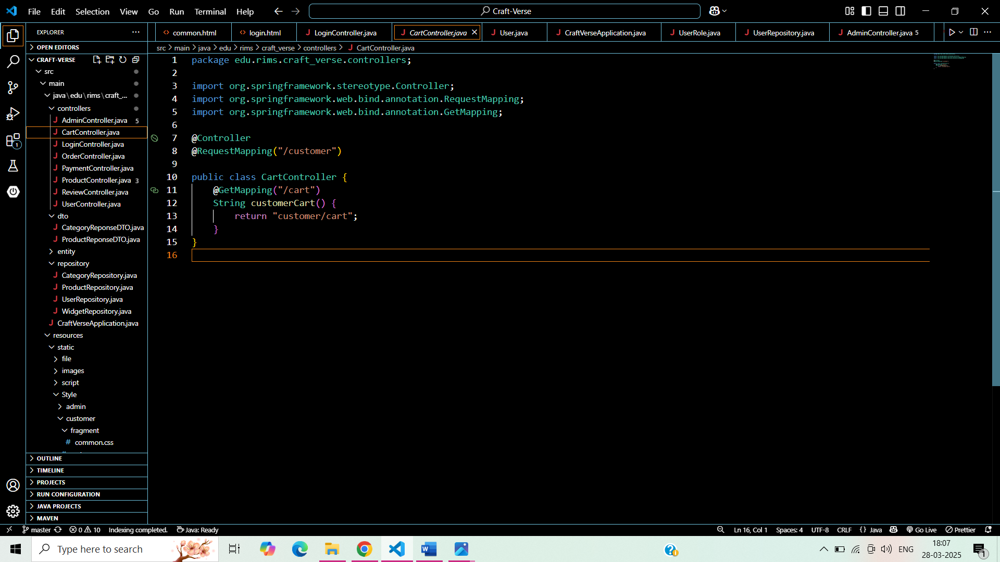 File Edit Selection View Go Run Terminal Help
Craft-Verse
EXPLORER
common.html login.html LoginController.java CartController.java User.java CraftVerseApplication.java UserRole.java UserRepository.java AdminController.java 5
OPEN EDITORS
src > main > java > edu > rims > craft_verse > controllers > CartController.java
CRAFT-VERSE
src
main
java\edu\rims\craft_...
controllers
AdminController.java 5
CartController.java
LoginController.java
OrderController.java
PaymentController.java
ProductController.java 3
ReviewController.java
UserController.java
dto
CategoryReponseDTO.java
ProductReponseDTO.java
entity
repository
CategoryRepository.java
ProductRepository.java
UserRepository.java
WidgetRepository.java
CraftVerseApplication.java
resources
static
file
images
script
Style
admin
customer
fragment
common.css
OUTLINE
TIMELINE
PROJECTS
RUN CONFIGURATION
JAVA PROJECTS
MAVEN
1
1 package edu.rims.craft_verse.controllers;
2
3 import org.springframework.stereotype.Controller;
4 import org.springframework.web.bind.annotation.RequestMapping;
5 import org.springframework.web.bind.annotation.GetMapping;
6
7 @Controller
8 @RequestMapping("/customer")
9
10 public class CartController {
11 @GetMapping("/cart")
12 String customerCart() {
13 return "customer/cart";
14 }
15 }
16
master 0 10 Indexing completed. Java: Ready
Ln 16, Col 1 Spaces: 4 UTF-8 CRLF {} Java Go Live Prettier
Type here to search
ENG
18:07
28-03-2025
1